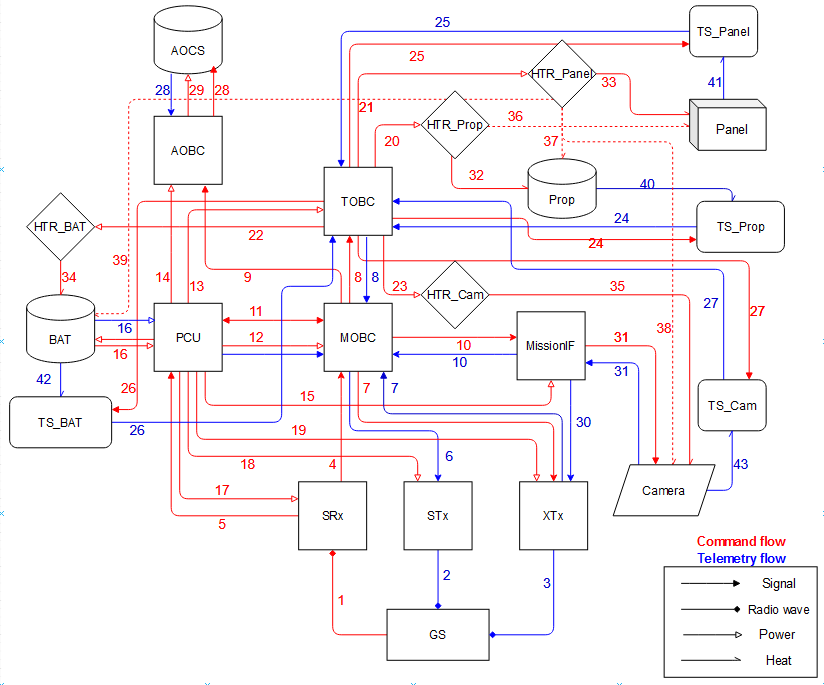 25
TS_Panel
AOCS
25
HTR_Panel
33
41
28
29
28
21
HTR_Prop
36
Panel
20
37
AOBC
32
40
TOBC
Prop
24
TS_Prop
HTR_BAT
22
24
39
34
14
13
9
8
8
23
HTR_Cam
35
27
27
11
BAT
16
PCU
12
MOBC
10
MissionIF
31
38
16
10
31
42
26
7
7
TS_Cam
15
TS_BAT
26
19
30
6
18
4
43
17
Camera
5
SRx
STx
XTx
Command flow
Telemetry flow
2
3
Signal
1
Radio wave
GS
Power
Heat